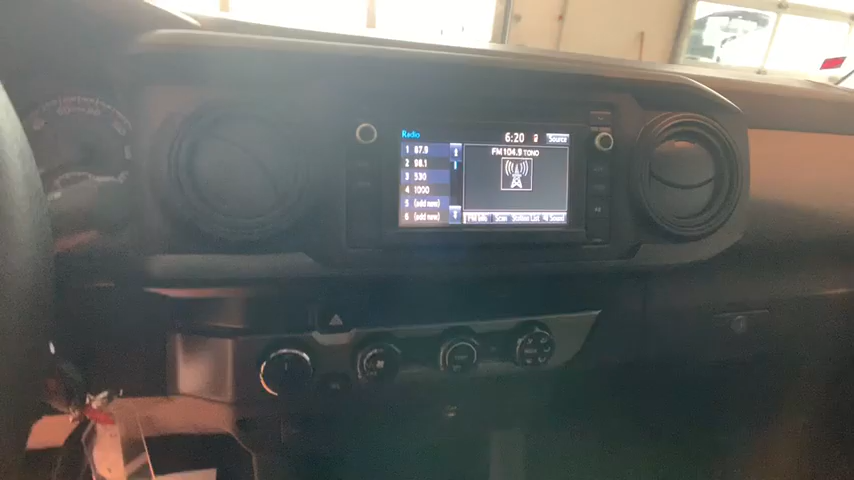 Radio 6:20 Source
FM 104.9 TONO
1 87.9
2 98.1
3 530
4 1000
5 (add new)
6 (add new)
FM Info Scan Station List Sound